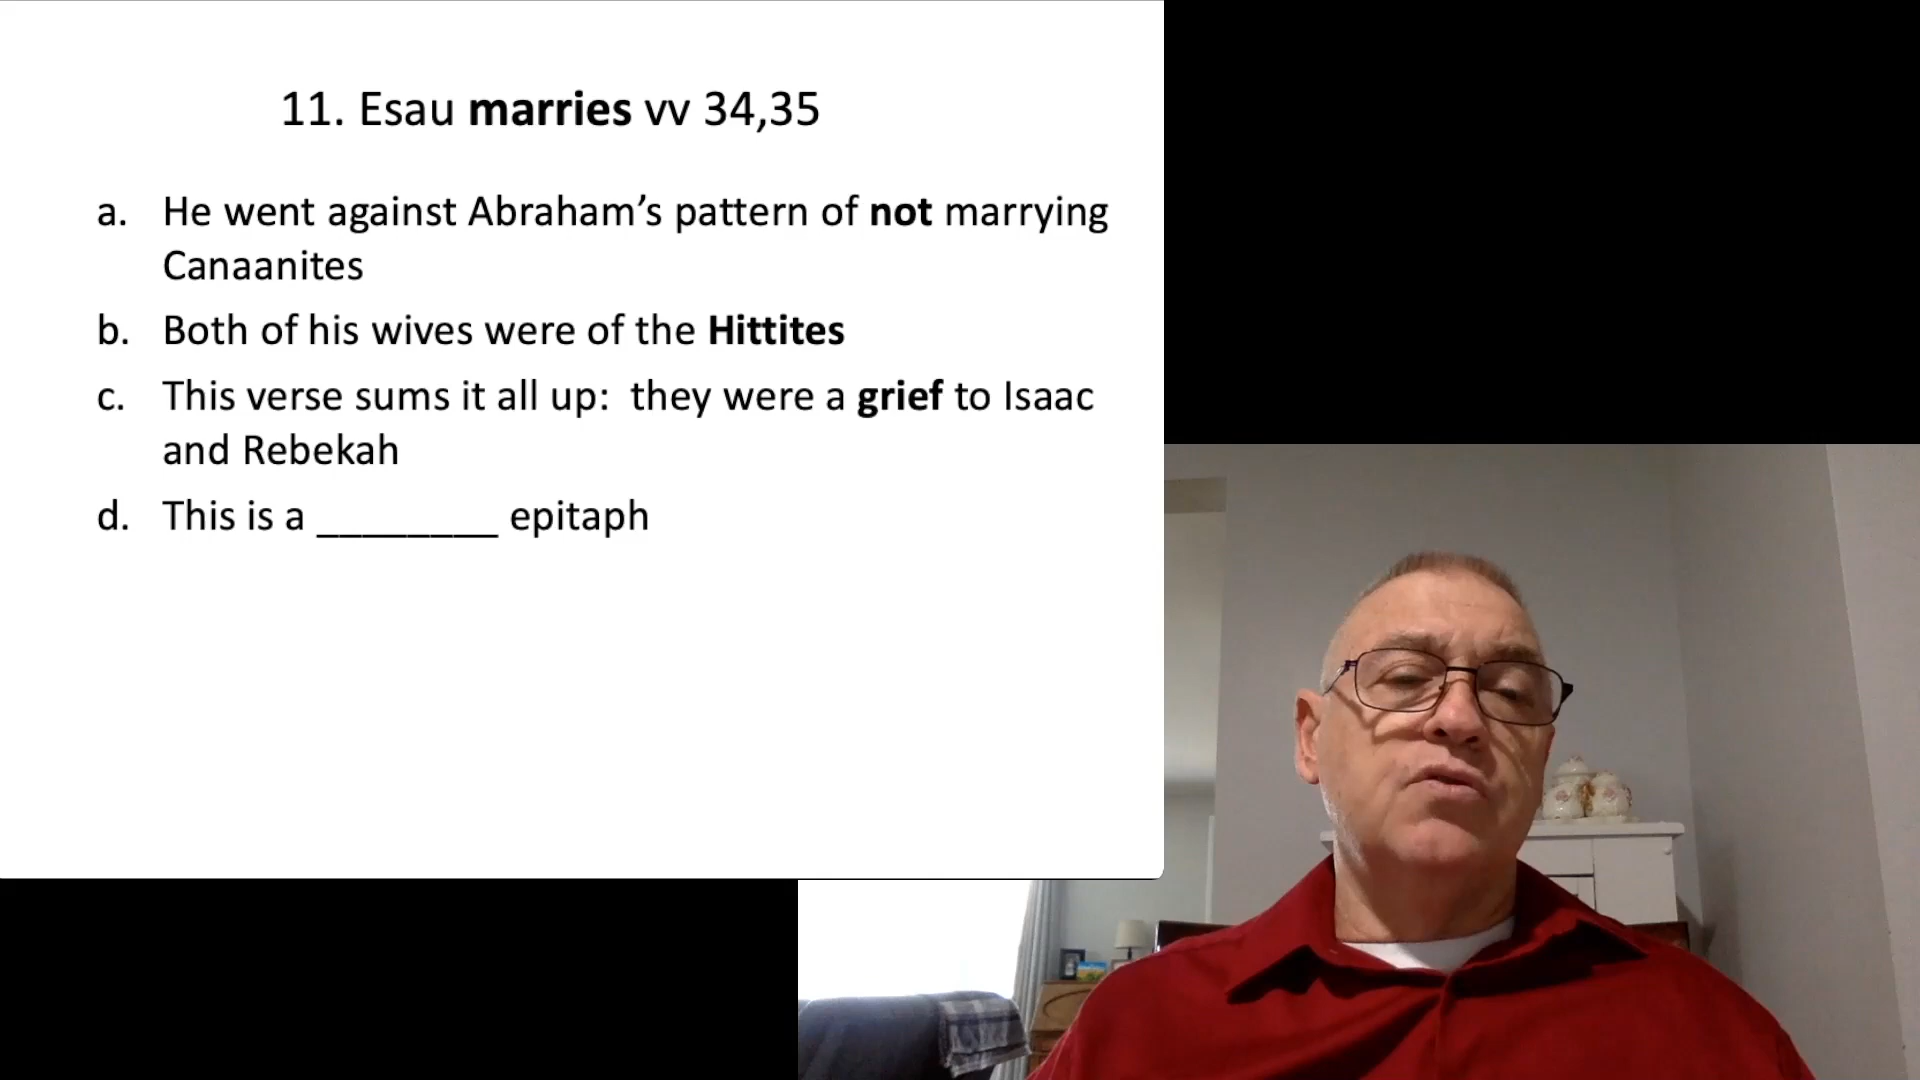 11. Esau marries vv 34,35
a. He went against Abraham’s pattern of not marrying
Canaanites
b. Both of his wives were of the Hittites
c. This verse sums it all up:  they were a grief to Isaac
and Rebekah
d. This is a ________ epitaph